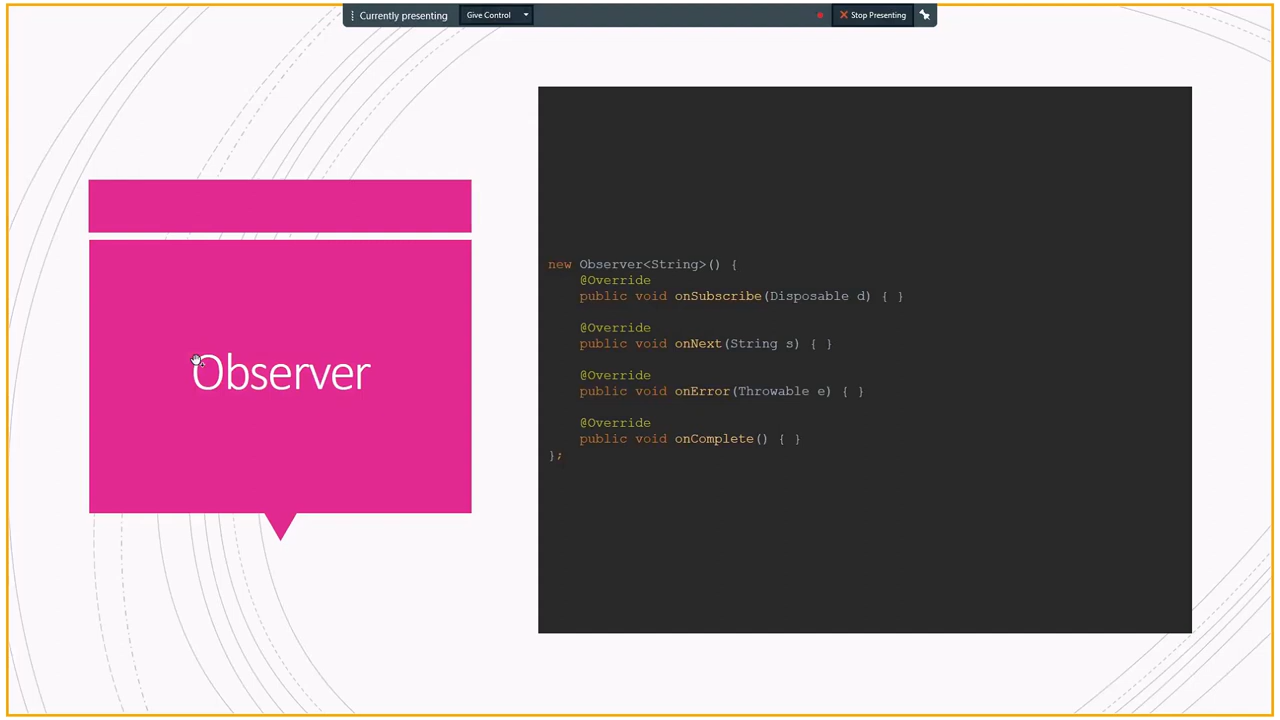 Currently presenting
Give Control
Stop Presenting
Observer
new Observer<String>() {
@Override
public void onSubscribe(Disposable d) { }
@Override
public void onNext(String s) { }
@Override
public void onError(Throwable e) { }
@Override
public void onComplete() { }
};